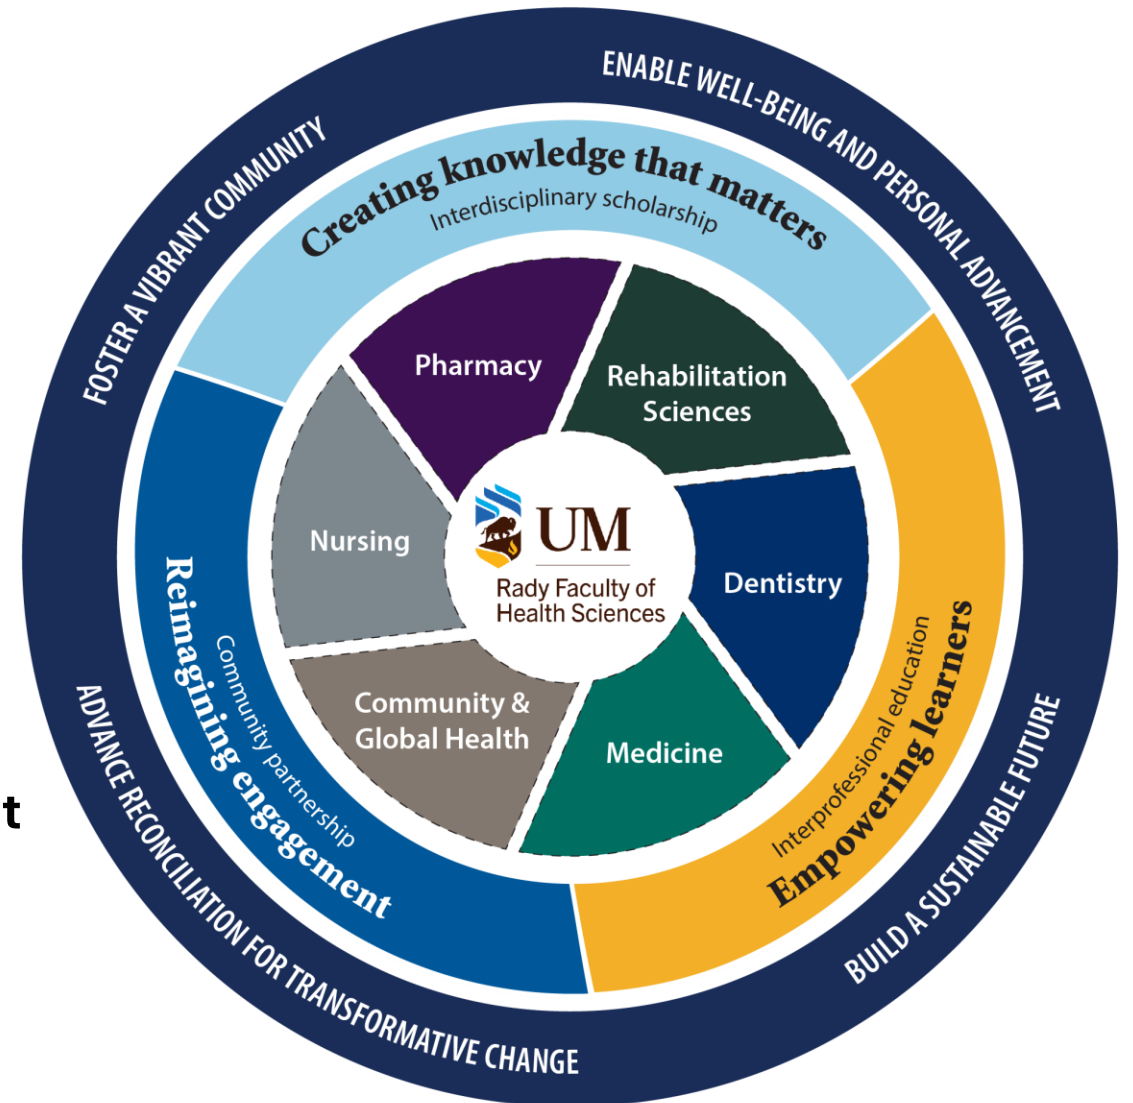 ENABLE WELL-BEING AND PERSONAL ADVANCEMENT
FOSTER A VIBRANT COMMUNITY
Creating knowledge that matters
Interdisciplinary scholarship
Pharmacy
Rehabilitation
Sciences
Nursing
UM
Rady Faculty of
Health Sciences
Dentistry
Community &
Global Health
Medicine
Reimagining engagement
Community partnership
Interprofessional education
Empowering learners
t
ADVANCE RECONCILIATION FOR TRANSFORMATIVE CHANGE
BUILD A SUSTAINABLE FUTURE